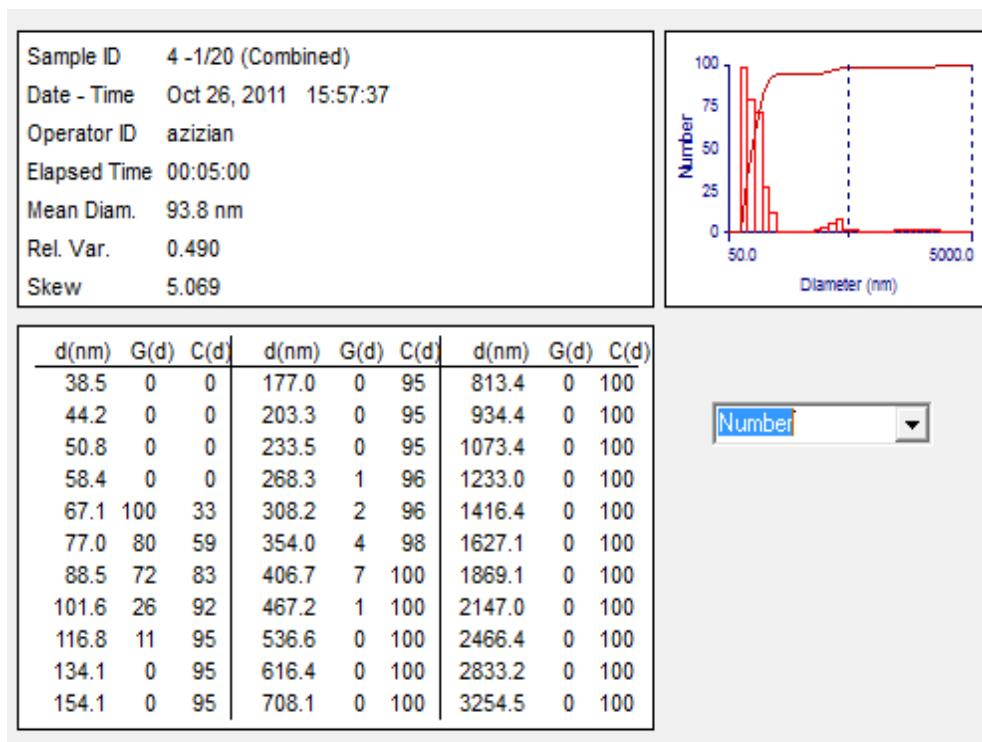 Sample ID 4 -1/20 (Combined)
Date - Time Oct 26, 2011 15:57:37
Operator ID azizian
Elapsed Time 00:05:00
Mean Diam. 93.8 nm
Rel. Var. 0.490
Skew 5.069
100
75
50
25
0
Number
50.0 5000.0
Diameter (nm)
d(nm) G(d) C(d) d(nm) G(d) C(d) d(nm) G(d) C(d)
38.5 0 0 177.0 0 95 813.4 0 100
44.2 0 0 203.3 0 95 934.4 0 100
50.8 0 0 233.5 0 95 1073.4 0 100
58.4 0 0 268.3 1 96 1233.0 0 100
67.1 100 33 308.2 2 96 1416.4 0 100
77.0 80 59 354.0 4 98 1627.1 0 100
88.5 72 83 406.7 7 100 1869.1 0 100
101.6 26 92 467.2 1 100 2147.0 0 100
116.8 11 95 536.6 0 100 2466.4 0 100
134.1 0 95 616.4 0 100 2833.2 0 100
154.1 0 95 708.1 0 100 3254.5 0 100
Number